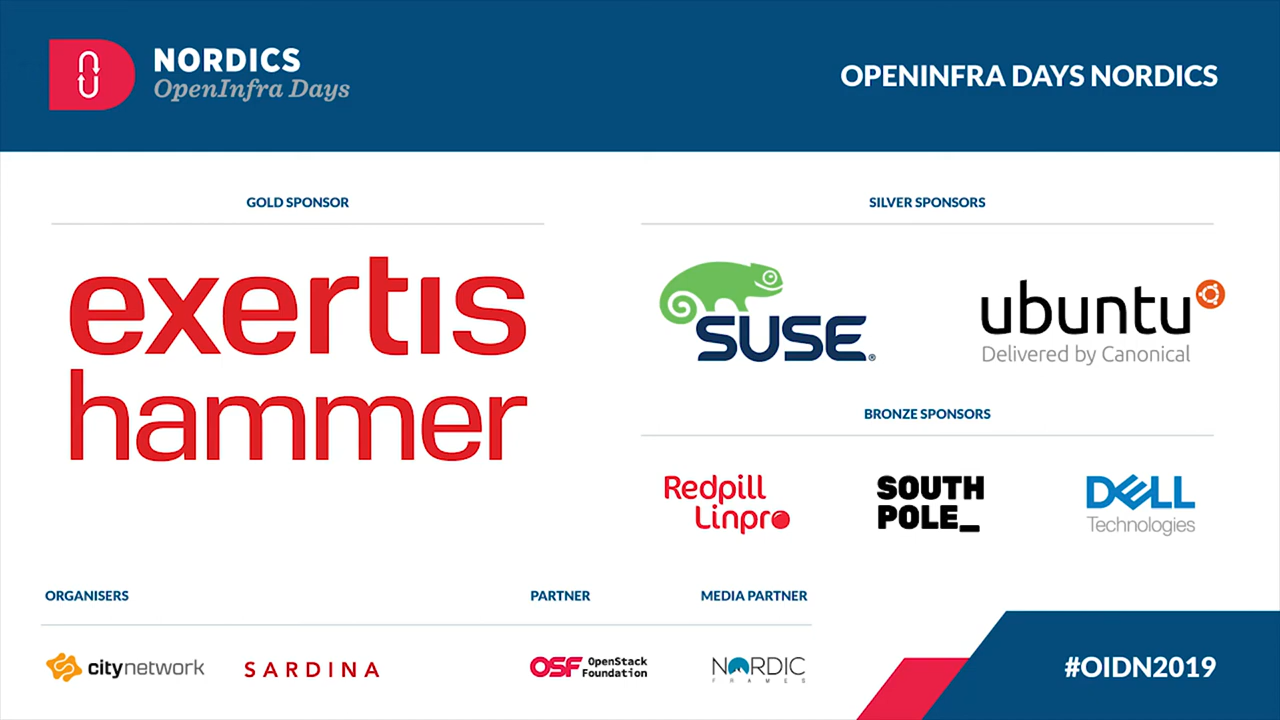 NORDICS
OpenInfra Days
OPENINFRA DAYS NORDICS
GOLD SPONSOR
exertis
hammer
SILVER SPONSORS
SUSE®
ubuntu
Delivered by Canonical
BRONZE SPONSORS
Redpill
Linpro
SOUTH
POLE_
DELL
Technologies
ORGANISERS
citynetwork
SARDINA
PARTNER
OSF OpenStack
Foundation
MEDIA PARTNER
NORDIC
FRAMES
#OIDN2019